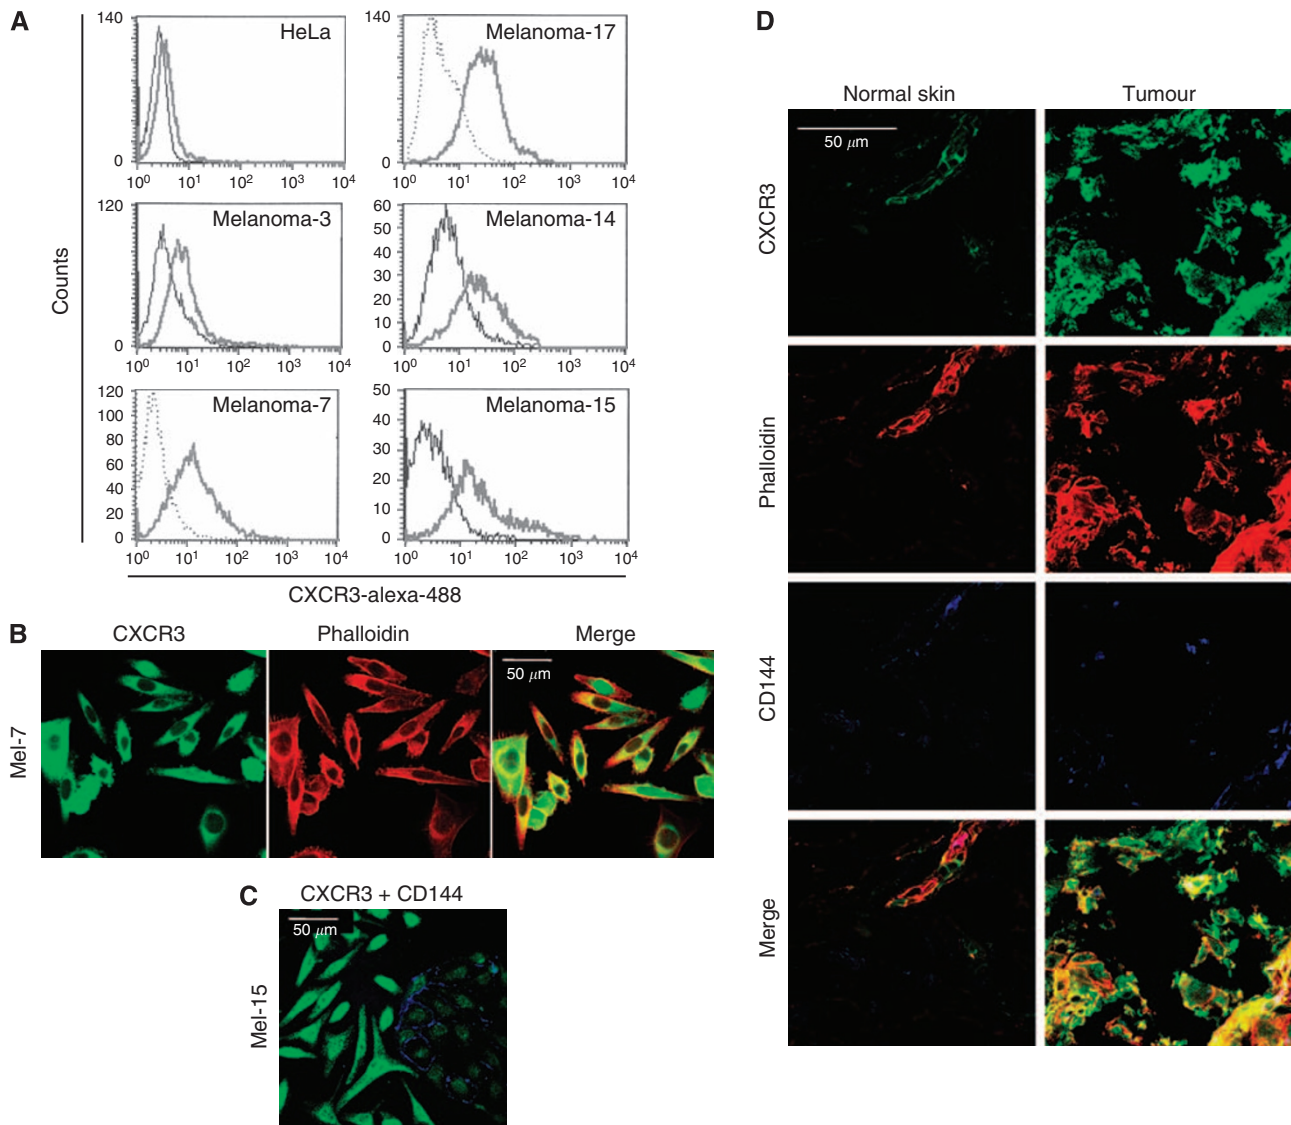 A
Counts
140
0
HeLa
10⁰ 10¹ 10² 10³ 10⁴
140
0
Melanoma-17
10⁰ 10¹ 10² 10³ 10⁴
120
0
Melanoma-3
10⁰ 10¹ 10² 10³ 10⁴
60
50
40
30
20
10
0
Melanoma-14
10⁰ 10¹ 10² 10³ 10⁴
120
100
80
60
40
20
0
Melanoma-7
10⁰ 10¹ 10² 10³ 10⁴
50
40
30
20
10
0
Melanoma-15
10⁰ 10¹ 10² 10³ 10⁴
CXCR3-alexa-488
B
CXCR3 Phalloidin Merge
Mel-7
50 μm
C
CXCR3 + CD144
Mel-15
50 μm
D
Normal skin Tumour
CXCR3
50 μm
Phalloidin
CD144
Merge